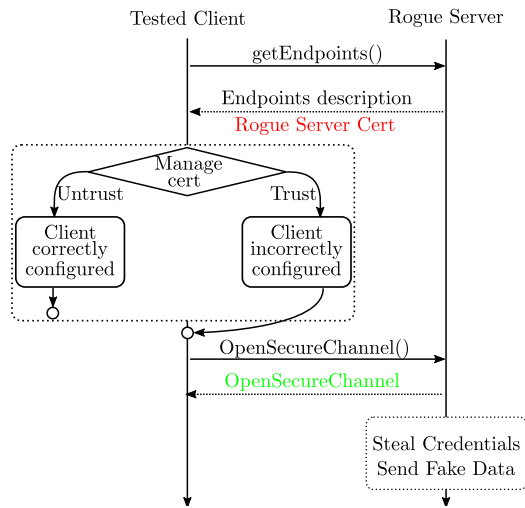 Tested Client
Rogue Server
getEndpoints()
Endpoints description
Rogue Server Cert
Manage
cert
Untrust
Trust
Client
correctly
configured
Client
incorrectly
configured
OpenSecureChannel()
OpenSecureChannel
Steal Credentials
Send Fake Data